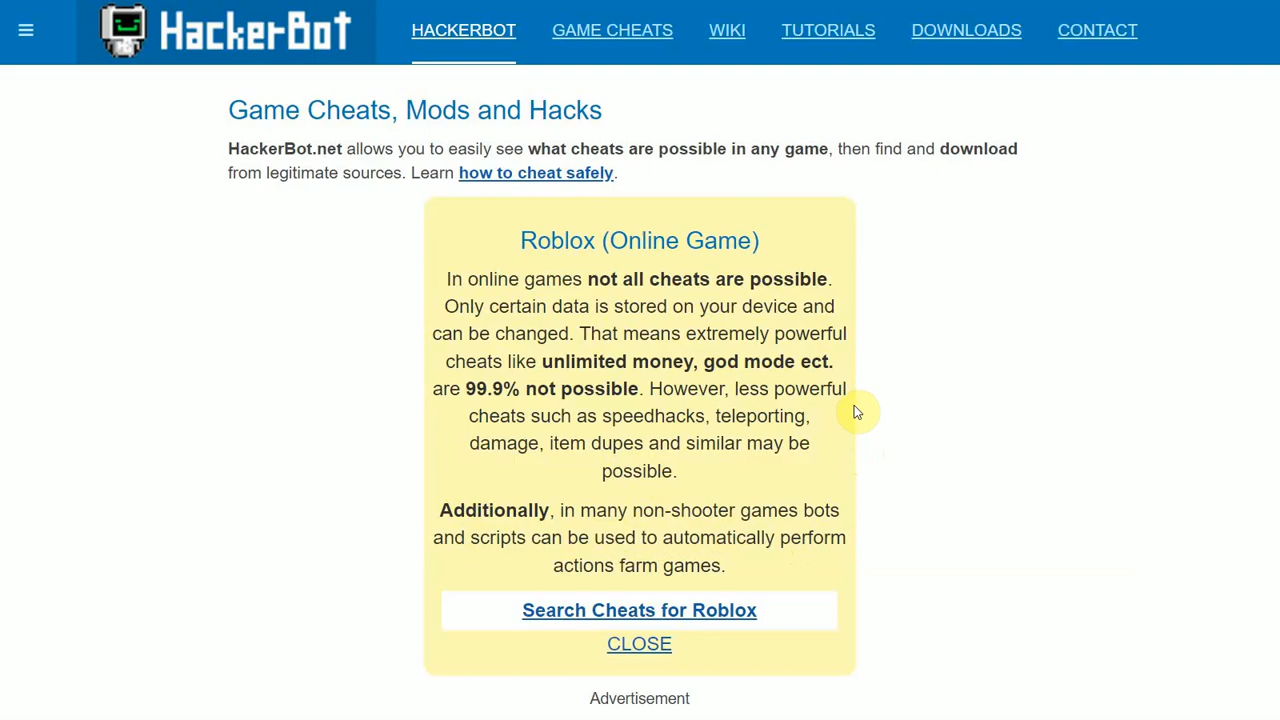 HackerBot
HACKERBOT
GAME CHEATS
WIKI
TUTORIALS
DOWNLOADS
CONTACT
Game Cheats, Mods and Hacks
HackerBot.net allows you to easily see what cheats are possible in any game, then find and download
from legitimate sources. Learn how to cheat safely.
Roblox (Online Game)
In online games not all cheats are possible.
Only certain data is stored on your device and
can be changed. That means extremely powerful
cheats like unlimited money, god mode ect.
are 99.9% not possible. However, less powerful
cheats such as speedhacks, teleporting,
damage, item dupes and similar may be
possible.
Additionally, in many non-shooter games bots
and scripts can be used to automatically perform
actions farm games.
Search Cheats for Roblox
CLOSE
Advertisement